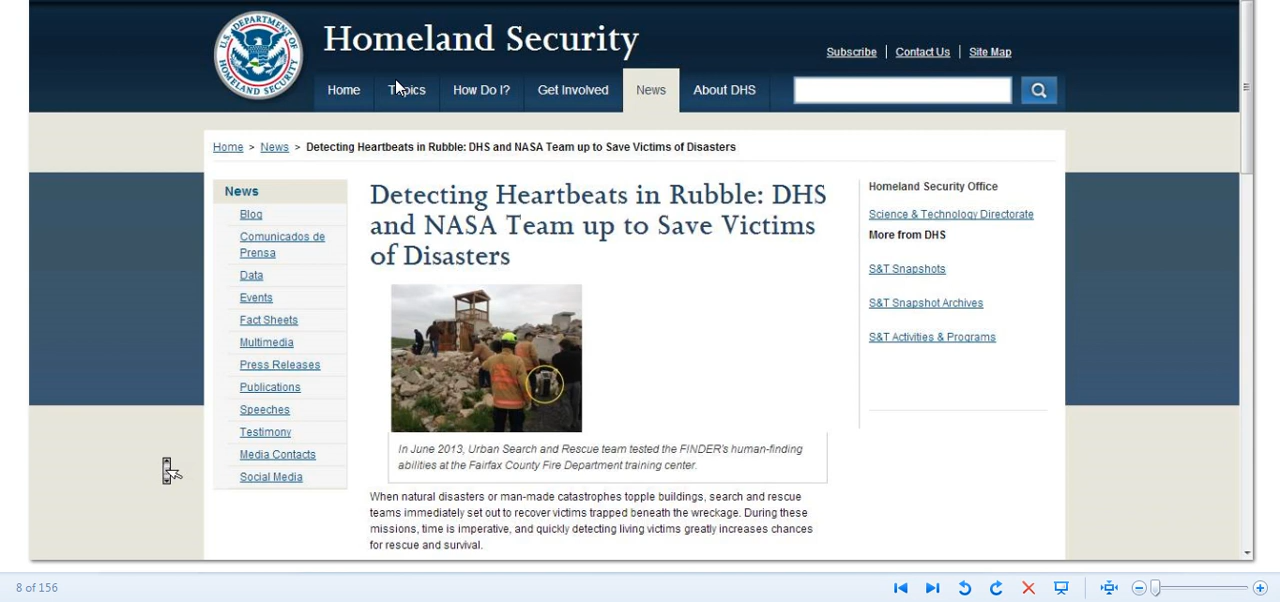 U.S. DEPARTMENT OF HOMELAND SECURITY
Homeland Security
Subscribe | Contact Us | Site Map
Home Topics How Do I? Get Involved News About DHS
Home > News > Detecting Heartbeats in Rubble: DHS and NASA Team up to Save Victims of Disasters
News
Blog
Comunicados de
Prensa
Data
Events
Fact Sheets
Multimedia
Press Releases
Publications
Speeches
Testimony
Media Contacts
Social Media
Detecting Heartbeats in Rubble: DHS
and NASA Team up to Save Victims
of Disasters
In June 2013, Urban Search and Rescue team tested the FINDER's human-finding
abilities at the Fairfax County Fire Department training center.
When natural disasters or man-made catastrophes topple buildings, search and rescue
teams immediately set out to recover victims trapped beneath the wreckage. During these
missions, time is imperative, and quickly detecting living victims greatly increases chances
for rescue and survival.
Homeland Security Office
Science & Technology Directorate
More from DHS
S&T Snapshots
S&T Snapshot Archives
S&T Activities & Programs
8 of 156